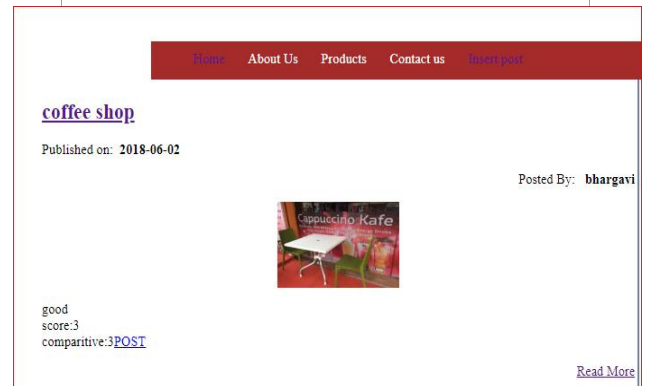 Home About Us Products Contact us Insert post
coffee shop
Published on: 2018-06-02
Posted By: bhargavi
Cappuccino Kafe
good
score:3
comparitive:3POST
Read More